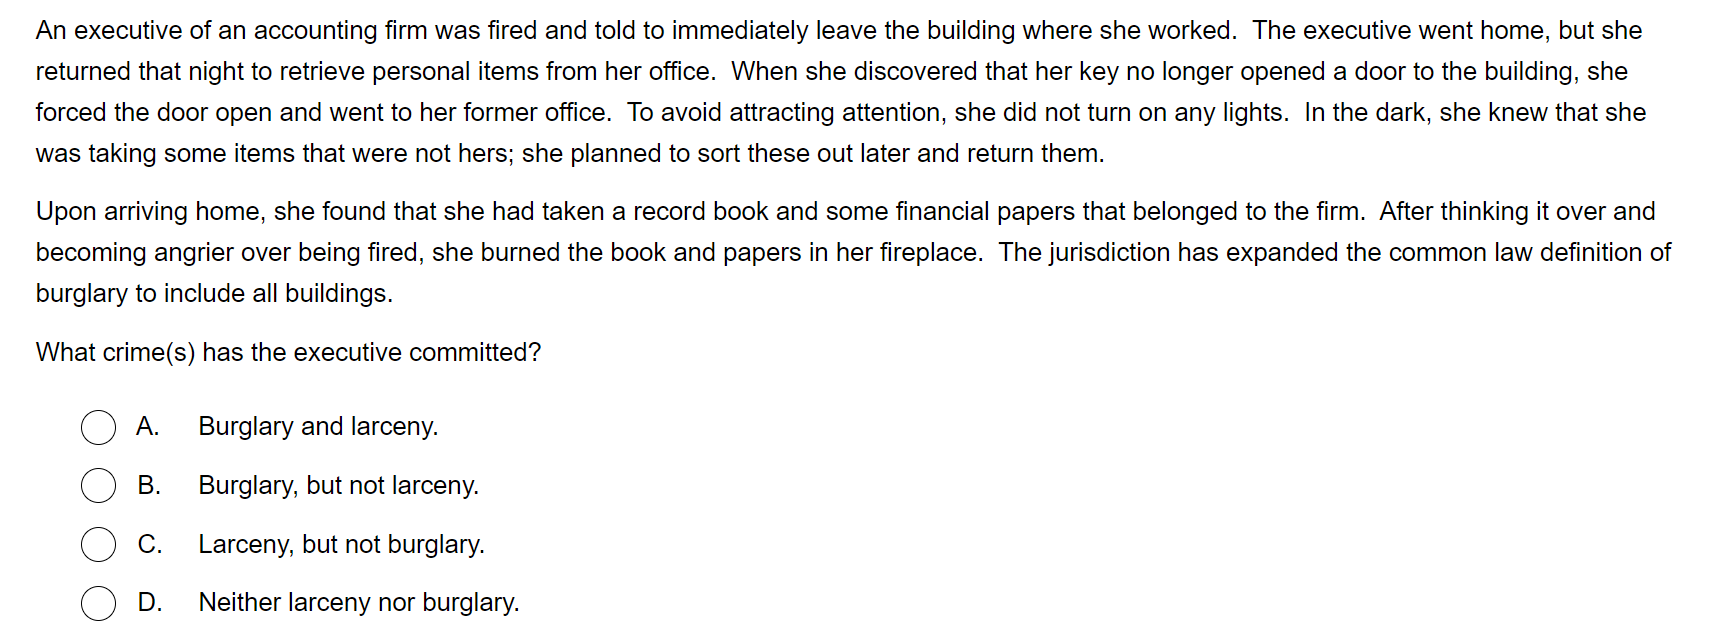 An executive of an accounting firm was fired and told to immediately leave the building where she worked.  The executive went home, but she
returned that night to retrieve personal items from her office.  When she discovered that her key no longer opened a door to the building, she
forced the door open and went to her former office.  To avoid attracting attention, she did not turn on any lights.  In the dark, she knew that she
was taking some items that were not hers; she planned to sort these out later and return them.
Upon arriving home, she found that she had taken a record book and some financial papers that belonged to the firm.  After thinking it over and
becoming angrier over being fired, she burned the book and papers in her fireplace.  The jurisdiction has expanded the common law definition of
burglary to include all buildings.
What crime(s) has the executive committed?
A. Burglary and larceny.
B. Burglary, but not larceny.
C. Larceny, but not burglary.
D. Neither larceny nor burglary.